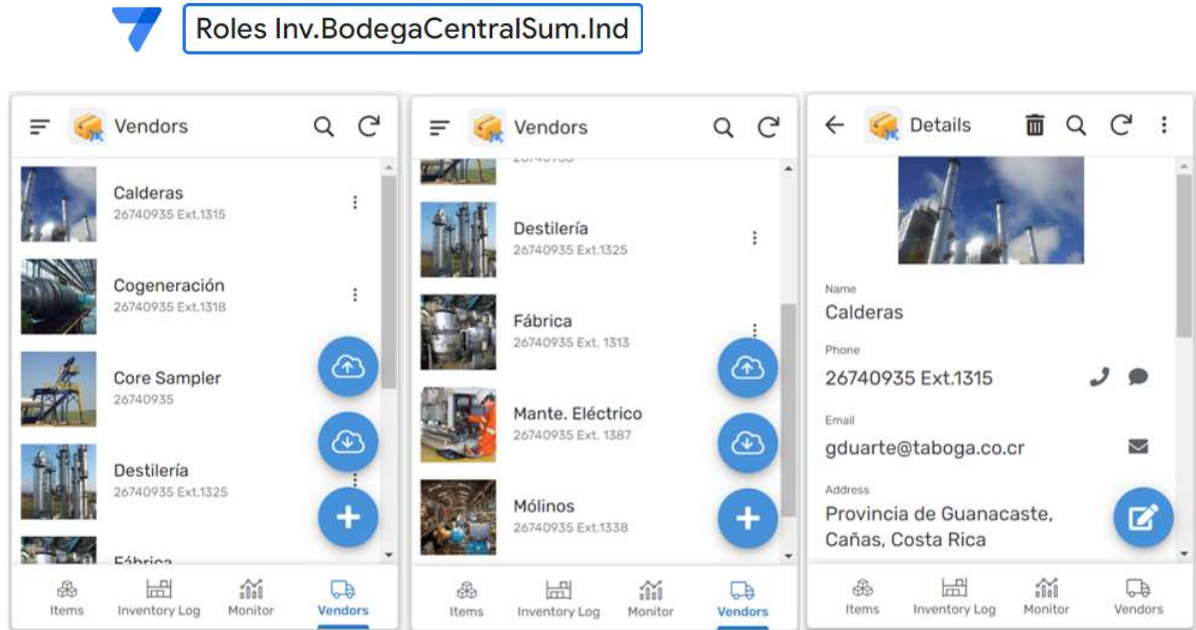 Roles Inv.BodegaCentralSum.Ind
Vendors
Calderas
26740935 Ext.1315
Cogeneración
26740935 Ext.1318
Core Sampler
26740935
Destilería
26740935 Ext.1325
Fábrica
Items
Inventory Log
Monitor
Vendors
Vendors
26740935
Destilería
26740935 Ext.1325
Fábrica
26740935 Ext. 1313
Mante. Eléctrico
26740935 Ext. 1387
Mólinos
26740935 Ext.1338
Items
Inventory Log
Monitor
Vendors
Details
Name
Calderas
Phone
26740935 Ext.1315
Email
gduarte@taboga.co.cr
Address
Provincia de Guanacaste,
Cañas, Costa Rica
Items
Inventory Log
Monitor
Vendors